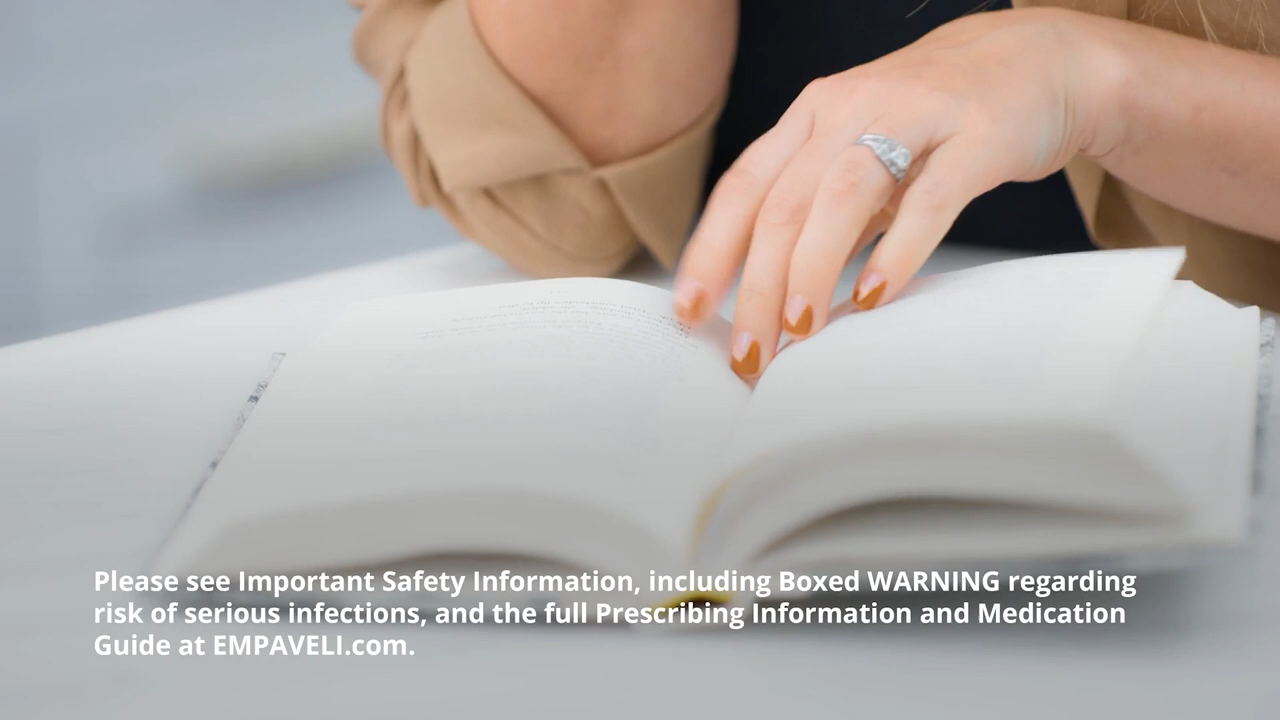 Please see Important Safety Information, including Boxed WARNING regarding
risk of serious infections, and the full Prescribing Information and Medication
Guide at EMPAVELI.com.